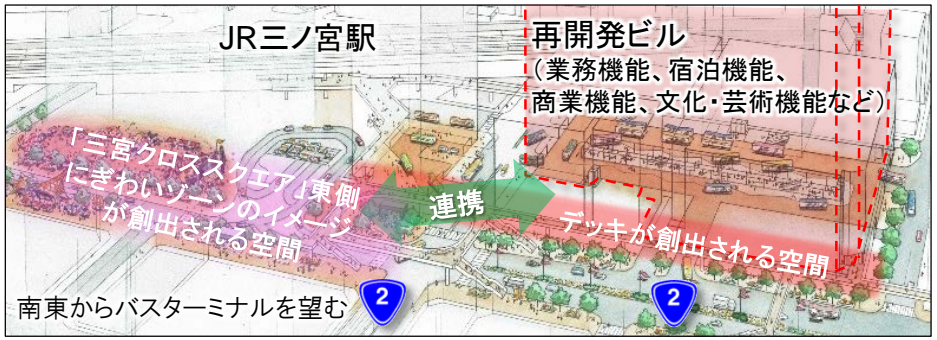 JR三ノ宮駅
再開発ビル
(業務機能、宿泊機能、
商業機能、文化・芸術機能など)
「三宮クロススクエア」東側
にぎわいゾーンのイメージ
が創出される空間
連携
デッキが創出される空間
南東からバスターミナルを望む
2
2